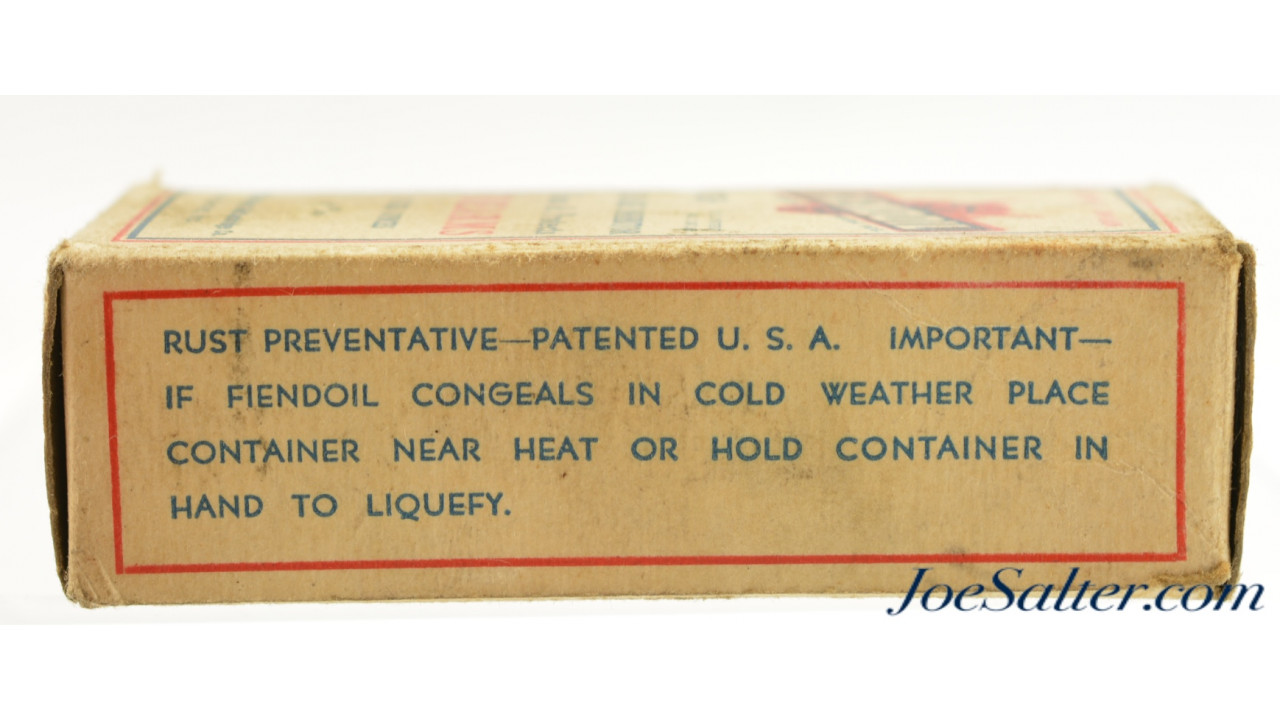 RUST PREVENTATIVE—PATENTED U. S. A. IMPORTANT—
IF FIENDOIL CONGEALS IN COLD WEATHER PLACE
CONTAINER NEAR HEAT OR HOLD CONTAINER IN
HAND TO LIQUEFY.
JoeSalter.com